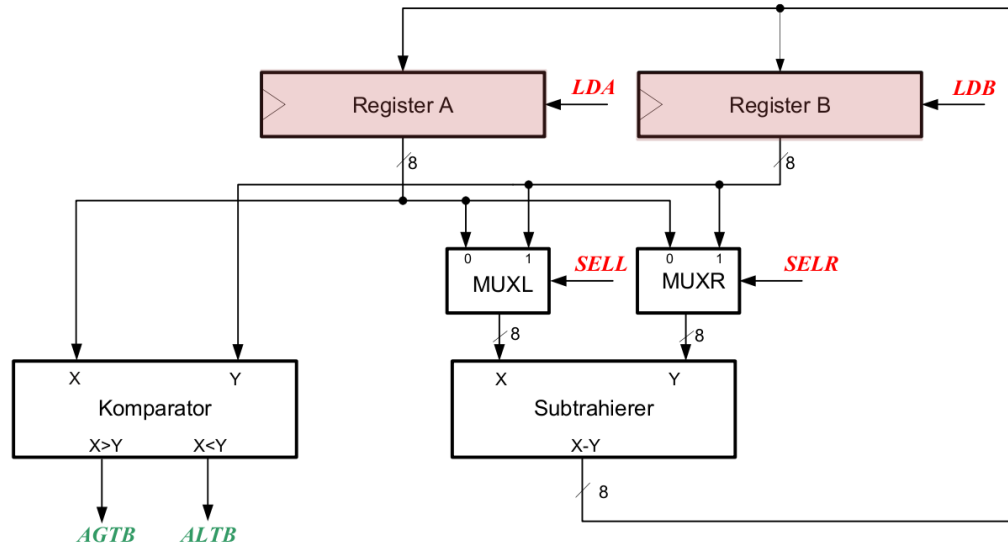 Register A
LDA
Register B
LDB
8
8
0
1
MUXL
SELL
0
1
MUXR
SELR
8
8
X
Y
Komparator
X>Y
X<Y
X
Y
Subtrahierer
X-Y
8
AGTB
ALTB